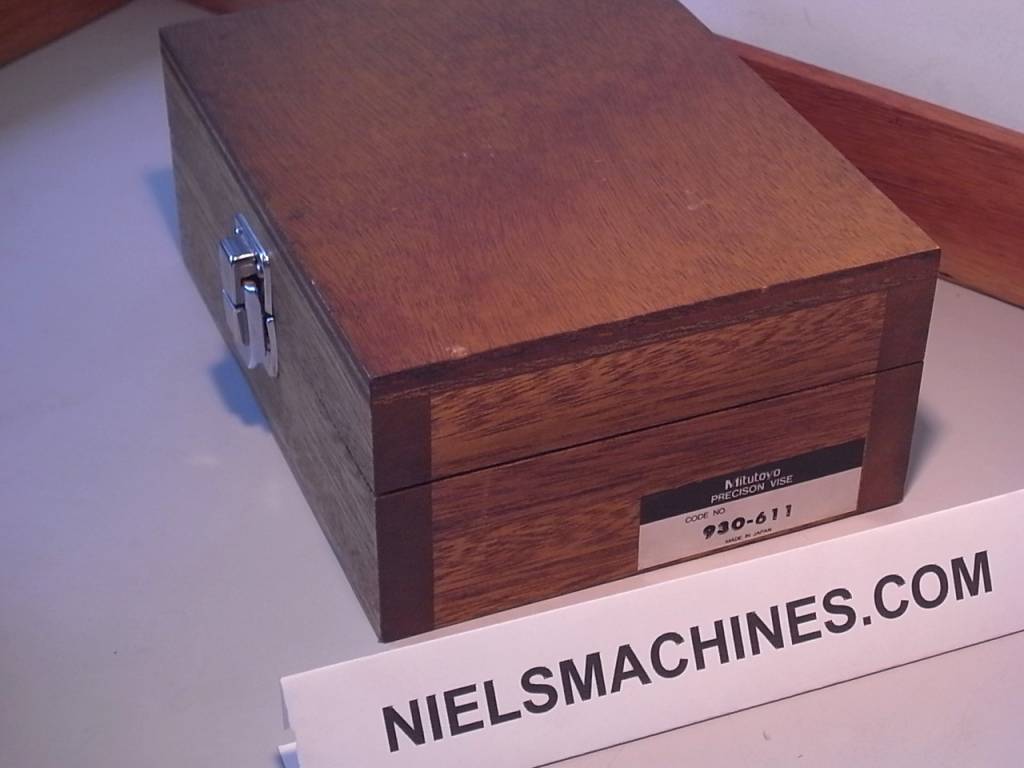 Mitutoyo
PRECISON VISE
CODE NO
930-611
MADE IN JAPAN
NIELSMACHINES.COM